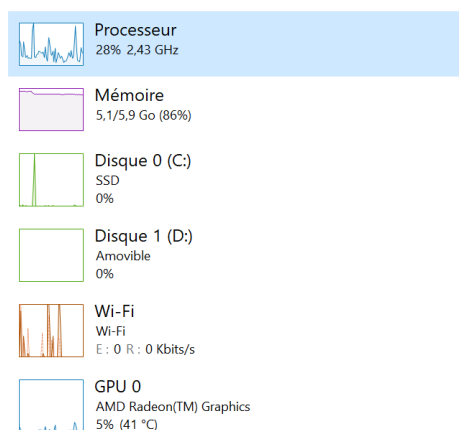 Processeur
28% 2,43 GHz
Mémoire
5,1/5,9 Go (86%)
Disque 0 (C:)
SSD
0%
Disque 1 (D:)
Amovible
0%
Wi-Fi
Wi-Fi
E : 0 R : 0 Kbits/s
GPU 0
AMD Radeon(TM) Graphics
5% (41 °C)